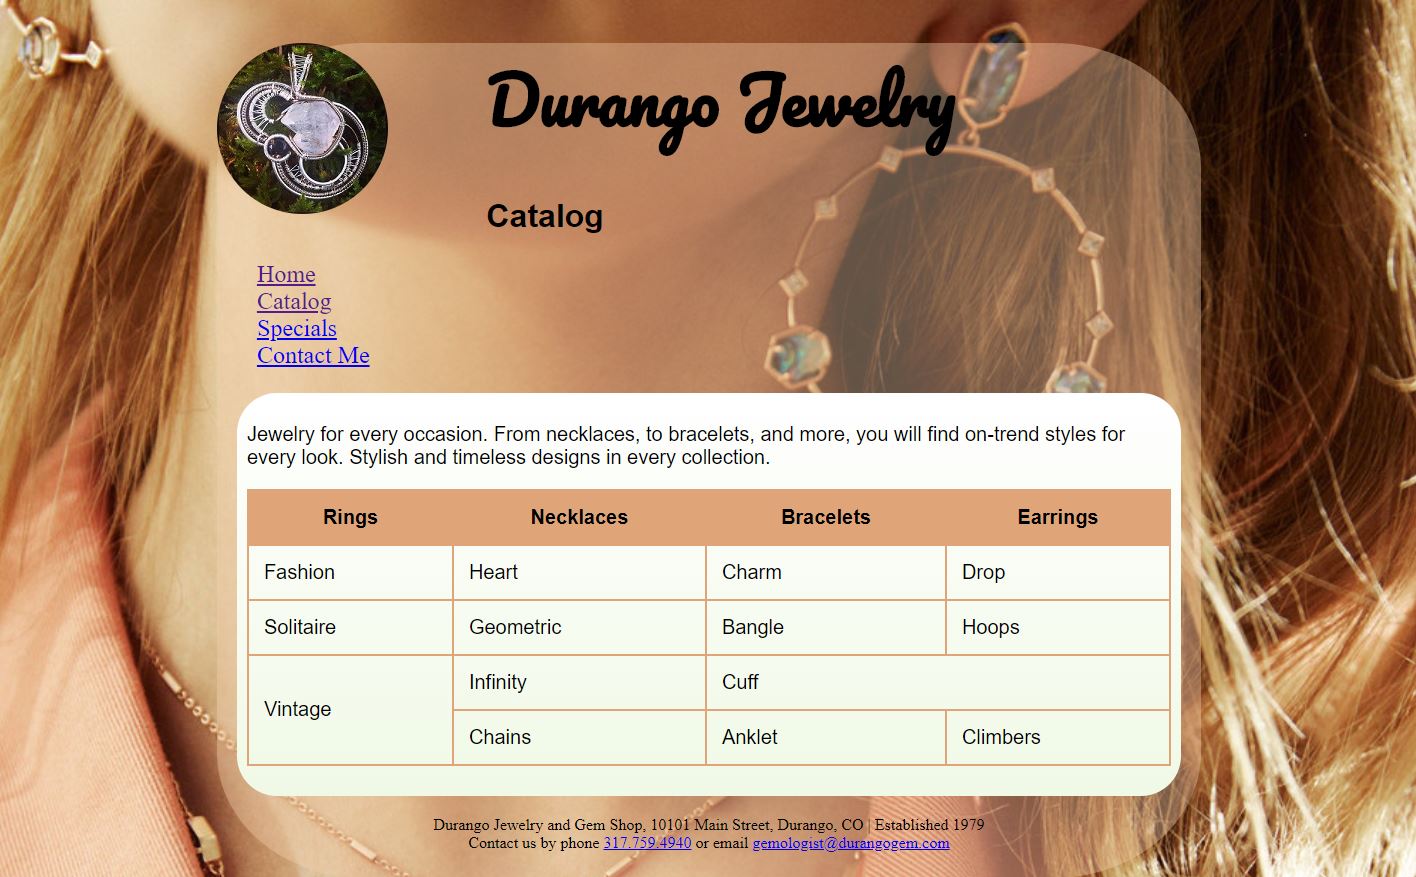 Durango Jewelry
Catalog
Home
Catalog
Specials
Contact Me
Jewelry for every occasion. From necklaces, to bracelets, and more, you will find on-trend styles for
every look. Stylish and timeless designs in every collection.
Rings Necklaces Bracelets Earrings
Fashion Heart Charm Drop
Solitaire Geometric Bangle Hoops
Vintage Infinity Cuff
Chains Anklet Climbers
Durango Jewelry and Gem Shop, 10101 Main Street, Durango, CO | Established 1979
Contact us by phone 317.759.4940 or email gemologist@durangogem.com